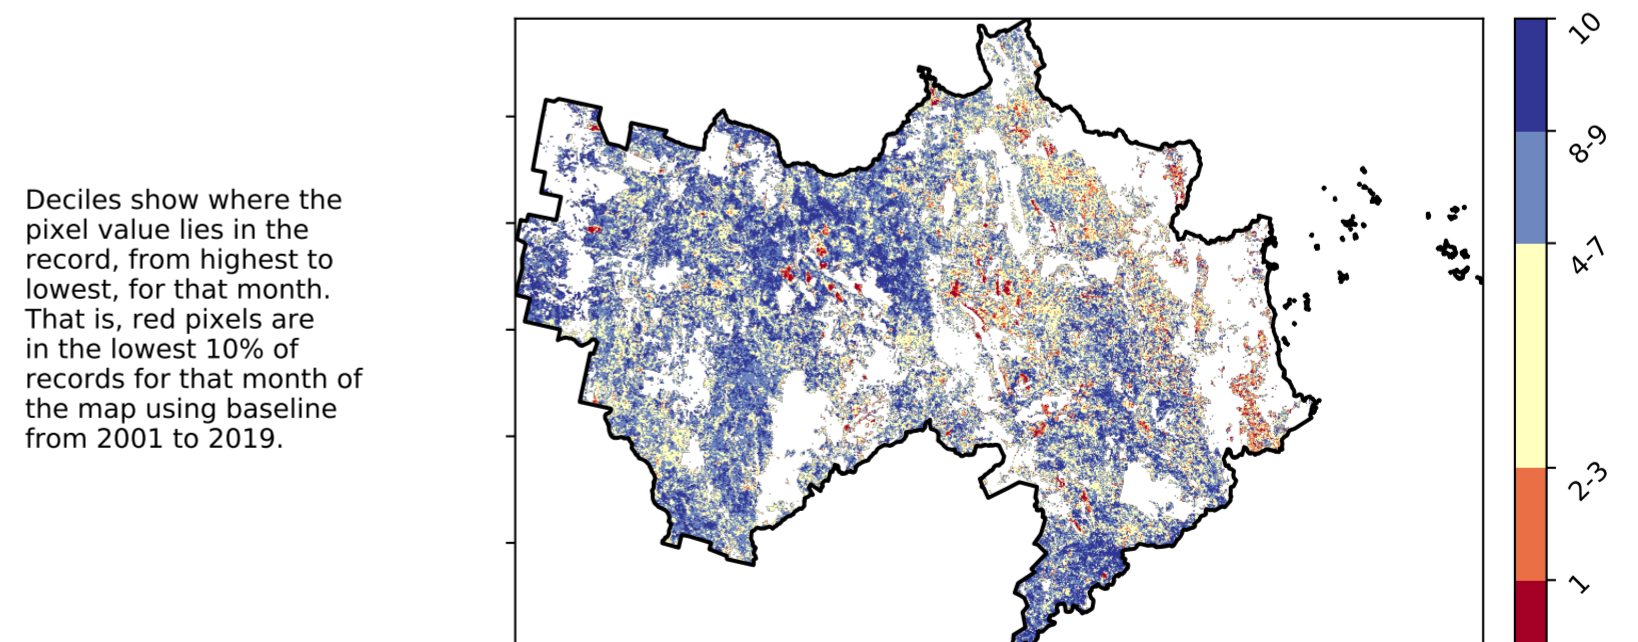 Deciles show where the
pixel value lies in the
record, from highest to
lowest, for that month.
That is, red pixels are
in the lowest 10% of
records for that month of
the map using baseline
from 2001 to 2019.
10
8-9
4-7
2-3
1